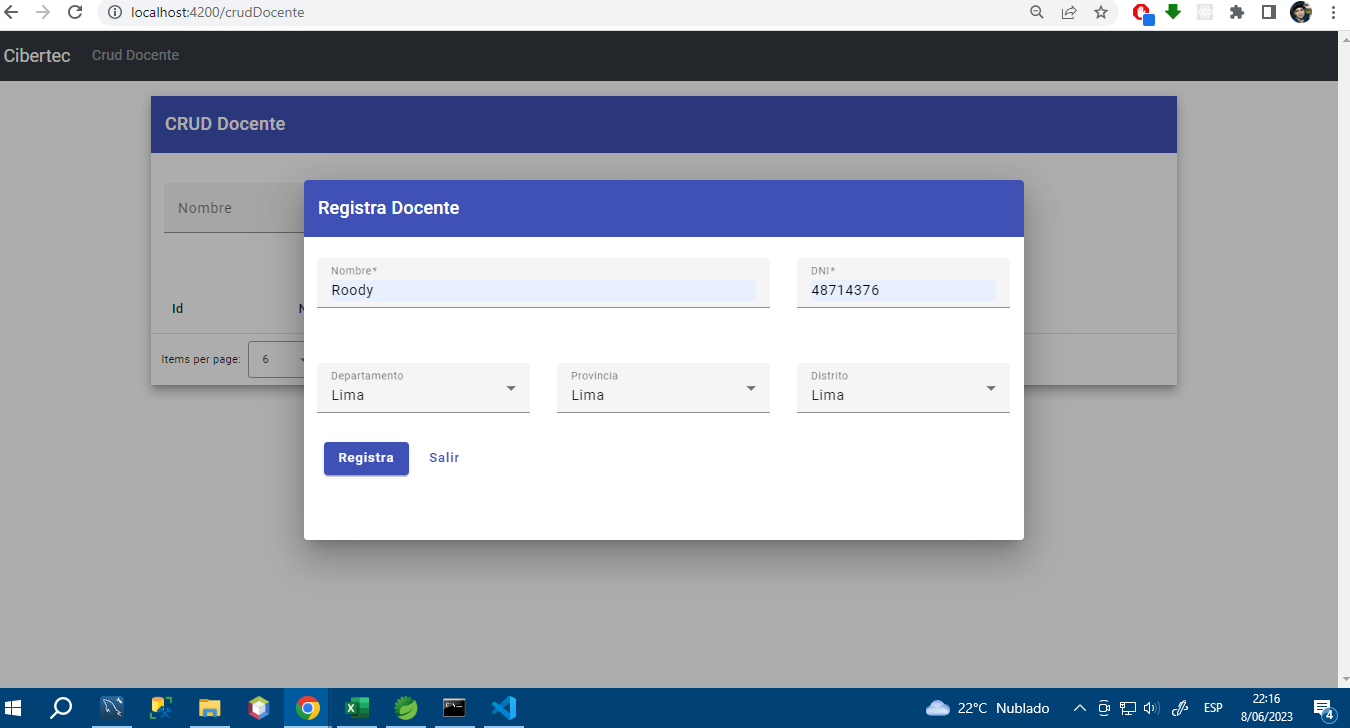 localhost:4200/crudDocente
Cibertec Crud Docente
CRUD Docente
Nombre
Id N
Items per page: 6
Registra Docente
Nombre* DNI*
Roody 48714376
Departamento Provincia Distrito
Lima Lima Lima
Registra Salir
22°C Nublado ESP 22:16
8/06/2023 4